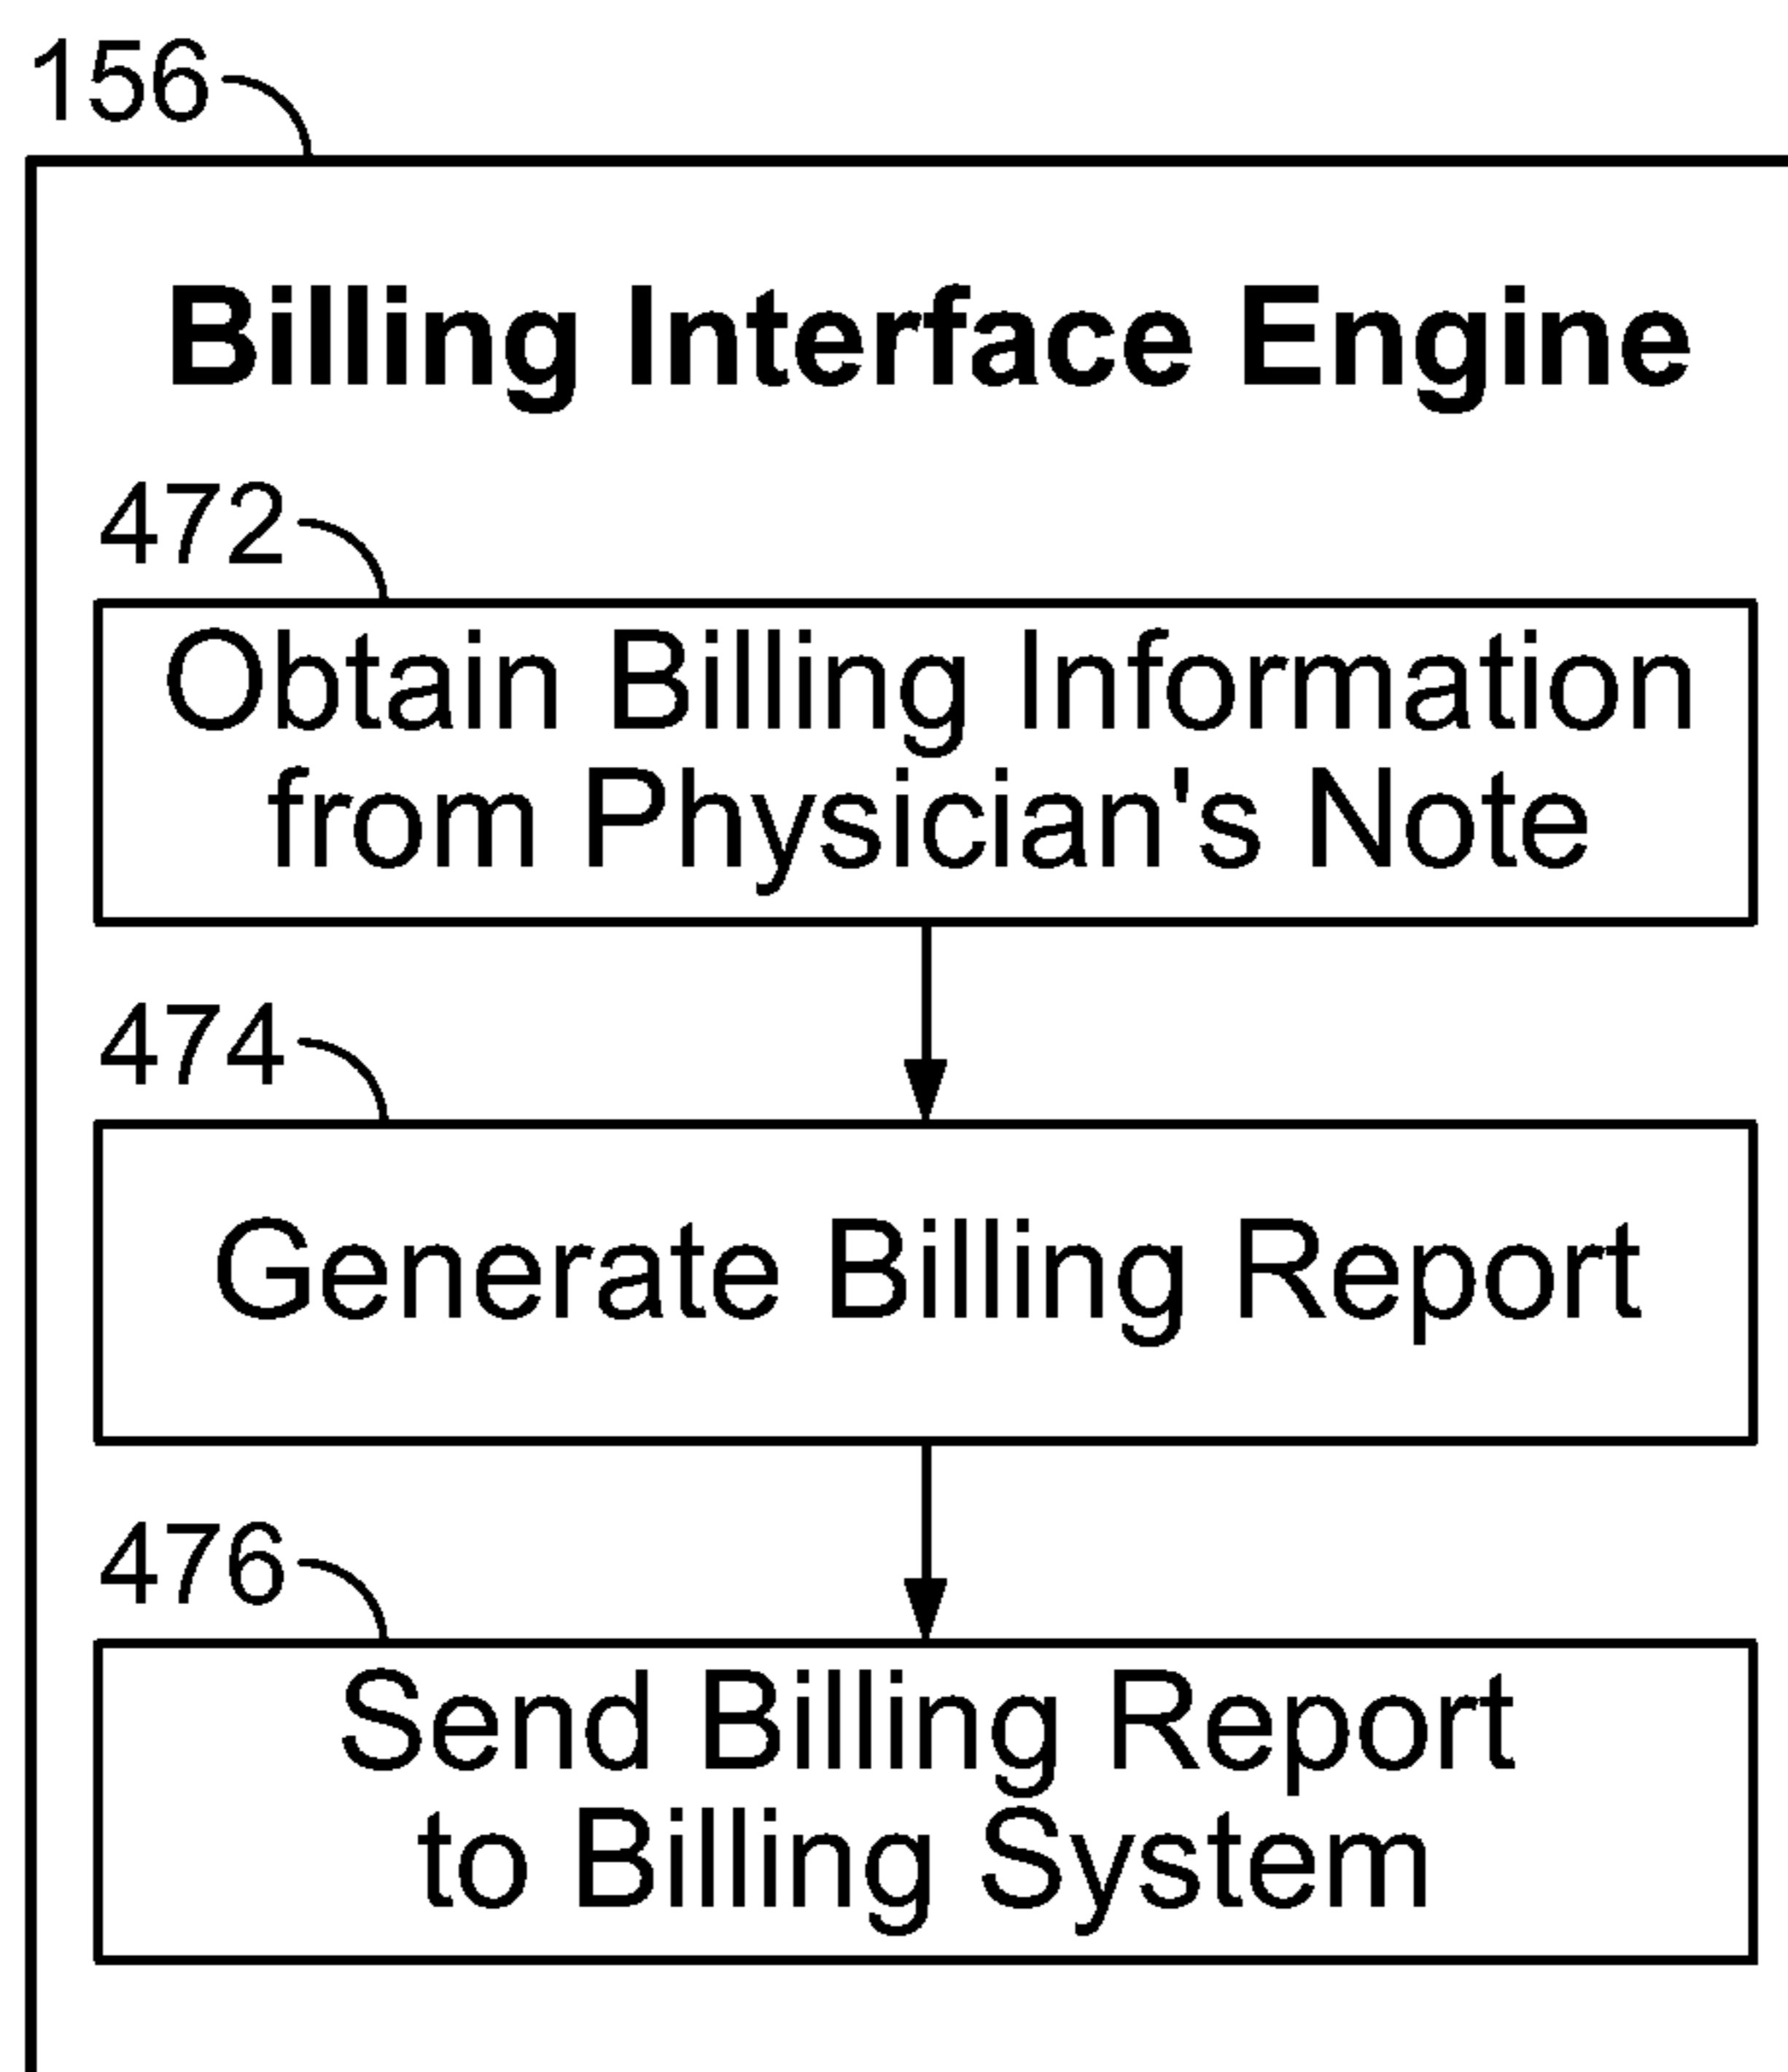 156
Billing Interface Engine
472
Obtain Billing Information
from Physician's Note
474
Generate Billing Report
476
Send Billing Report
to Billing System